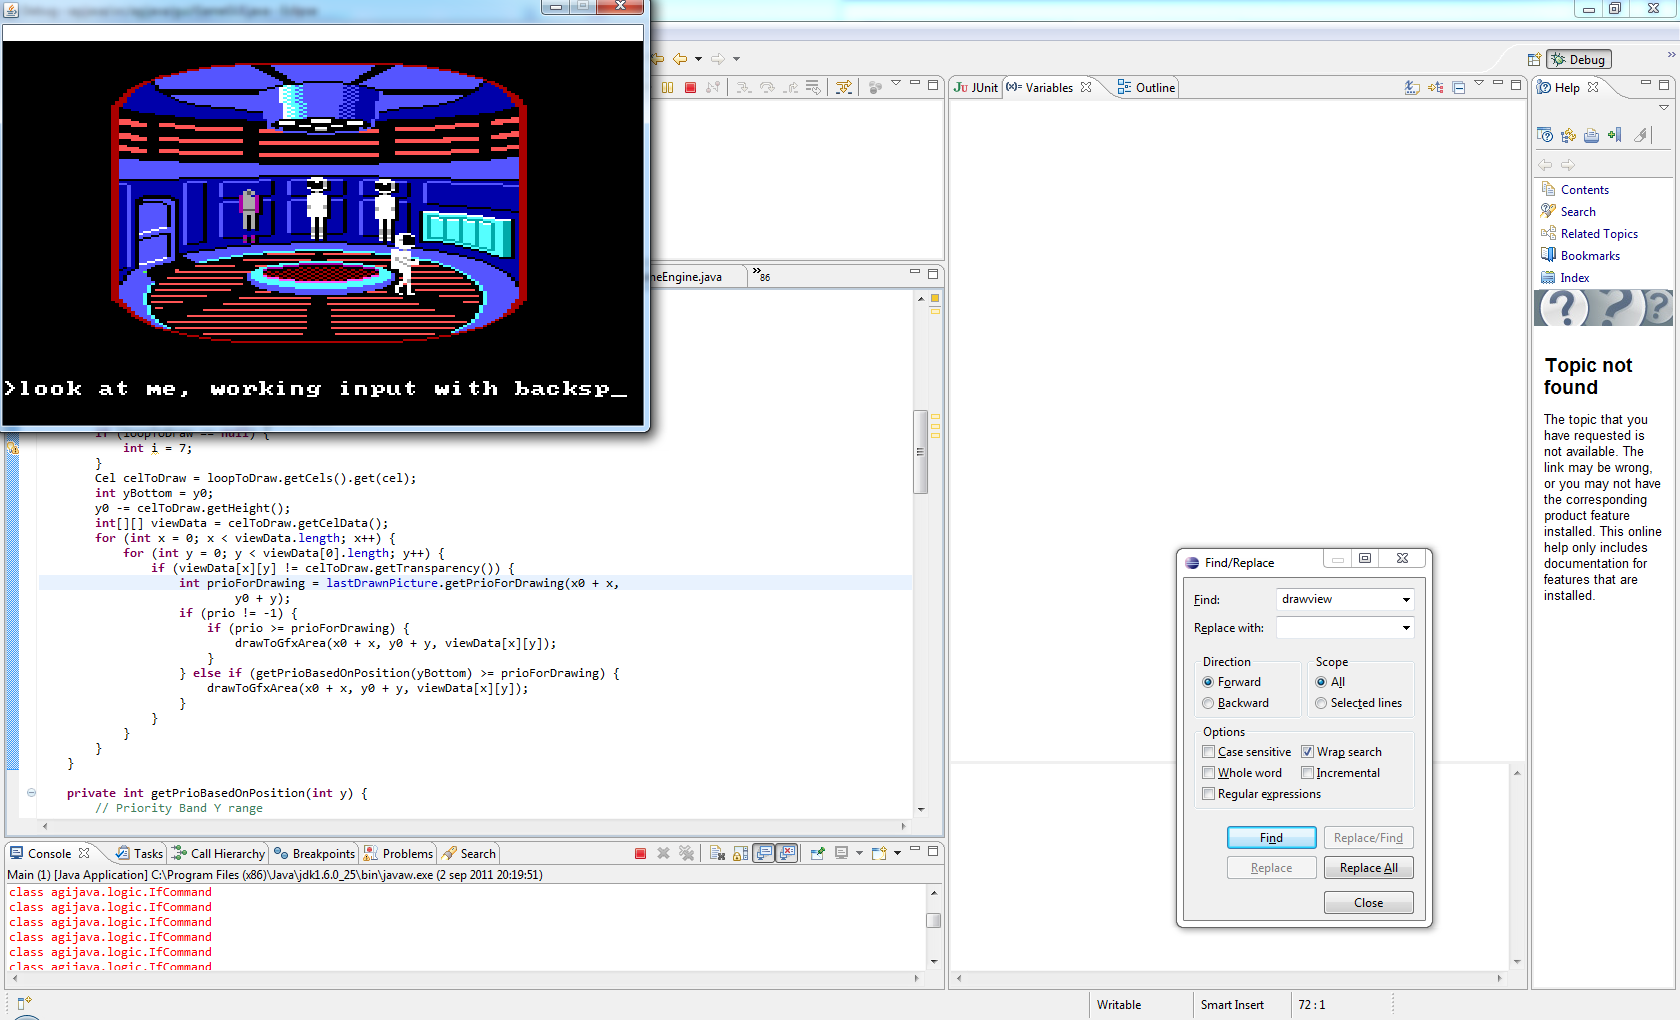 >look at me, working input with backsp_
Debug
JUnit
Variables
Outline
Help
Contents
Search
Related Topics
Bookmarks
Index
Topic not
found
The topic that you
have requested is
not available. The
link may be wrong,
or you may not have
the corresponding
product feature
installed. This online
help only includes
documentation for
features that are
installed.
meEngine.java
»86
if (loopToDraw == null) {
int i = 7;
}
Cel celToDraw = loopToDraw.getCels().get(cel);
int yBottom = y0;
y0 -= celToDraw.getHeight();
int[][] viewData = celToDraw.getCelData();
for (int x = 0; x < viewData.length; x++) {
for (int y = 0; y < viewData[0].length; y++) {
if (viewData[x][y] != celToDraw.getTransparency()) {
int prioForDrawing = lastDrawnPicture.getPrioForDrawing(x0 + x,
y0 + y);
if (prio != -1) {
if (prio >= prioForDrawing) {
drawToGfxArea(x0 + x, y0 + y, viewData[x][y]);
}
} else if (getPrioBasedOnPosition(yBottom) >= prioForDrawing) {
drawToGfxArea(x0 + x, y0 + y, viewData[x][y]);
}
}
}
}
}
private int getPrioBasedOnPosition(int y) {
// Priority Band Y range
Find/Replace
Find: drawview
Replace with:
Direction
Forward
Backward
Scope
All
Selected lines
Options
Case sensitive
Wrap search
Whole word
Incremental
Regular expressions
Find
Replace/Find
Replace
Replace All
Close
Console
Tasks
Call Hierarchy
Breakpoints
Problems
Search
Main (1) [Java Application] C:\Program Files (x86)\Java\jdk1.6.0_25\bin\javaw.exe (2 sep 2011 20:19:51)
class agijava.logic.IfCommand
class agijava.logic.IfCommand
class agijava.logic.IfCommand
class agijava.logic.IfCommand
class agijava.logic.IfCommand
class agijava.logic.IfCommand
Writable
Smart Insert
72 : 1